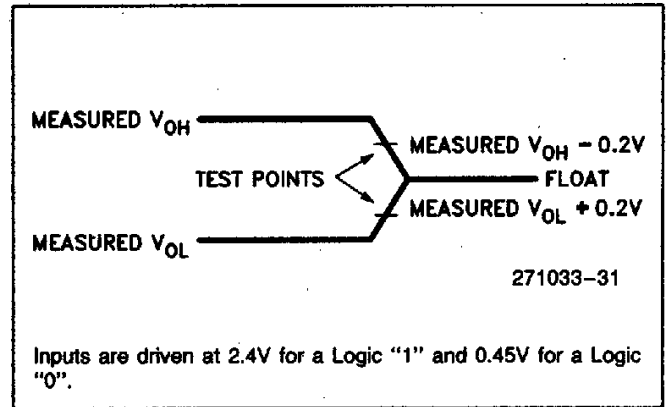 MEASURED VOH
MEASURED VOH − 0.2V
TEST POINTS
FLOAT
MEASURED VOL + 0.2V
MEASURED VOL
271033–31
Inputs are driven at 2.4V for a Logic “1” and 0.45V for a Logic
“0”.